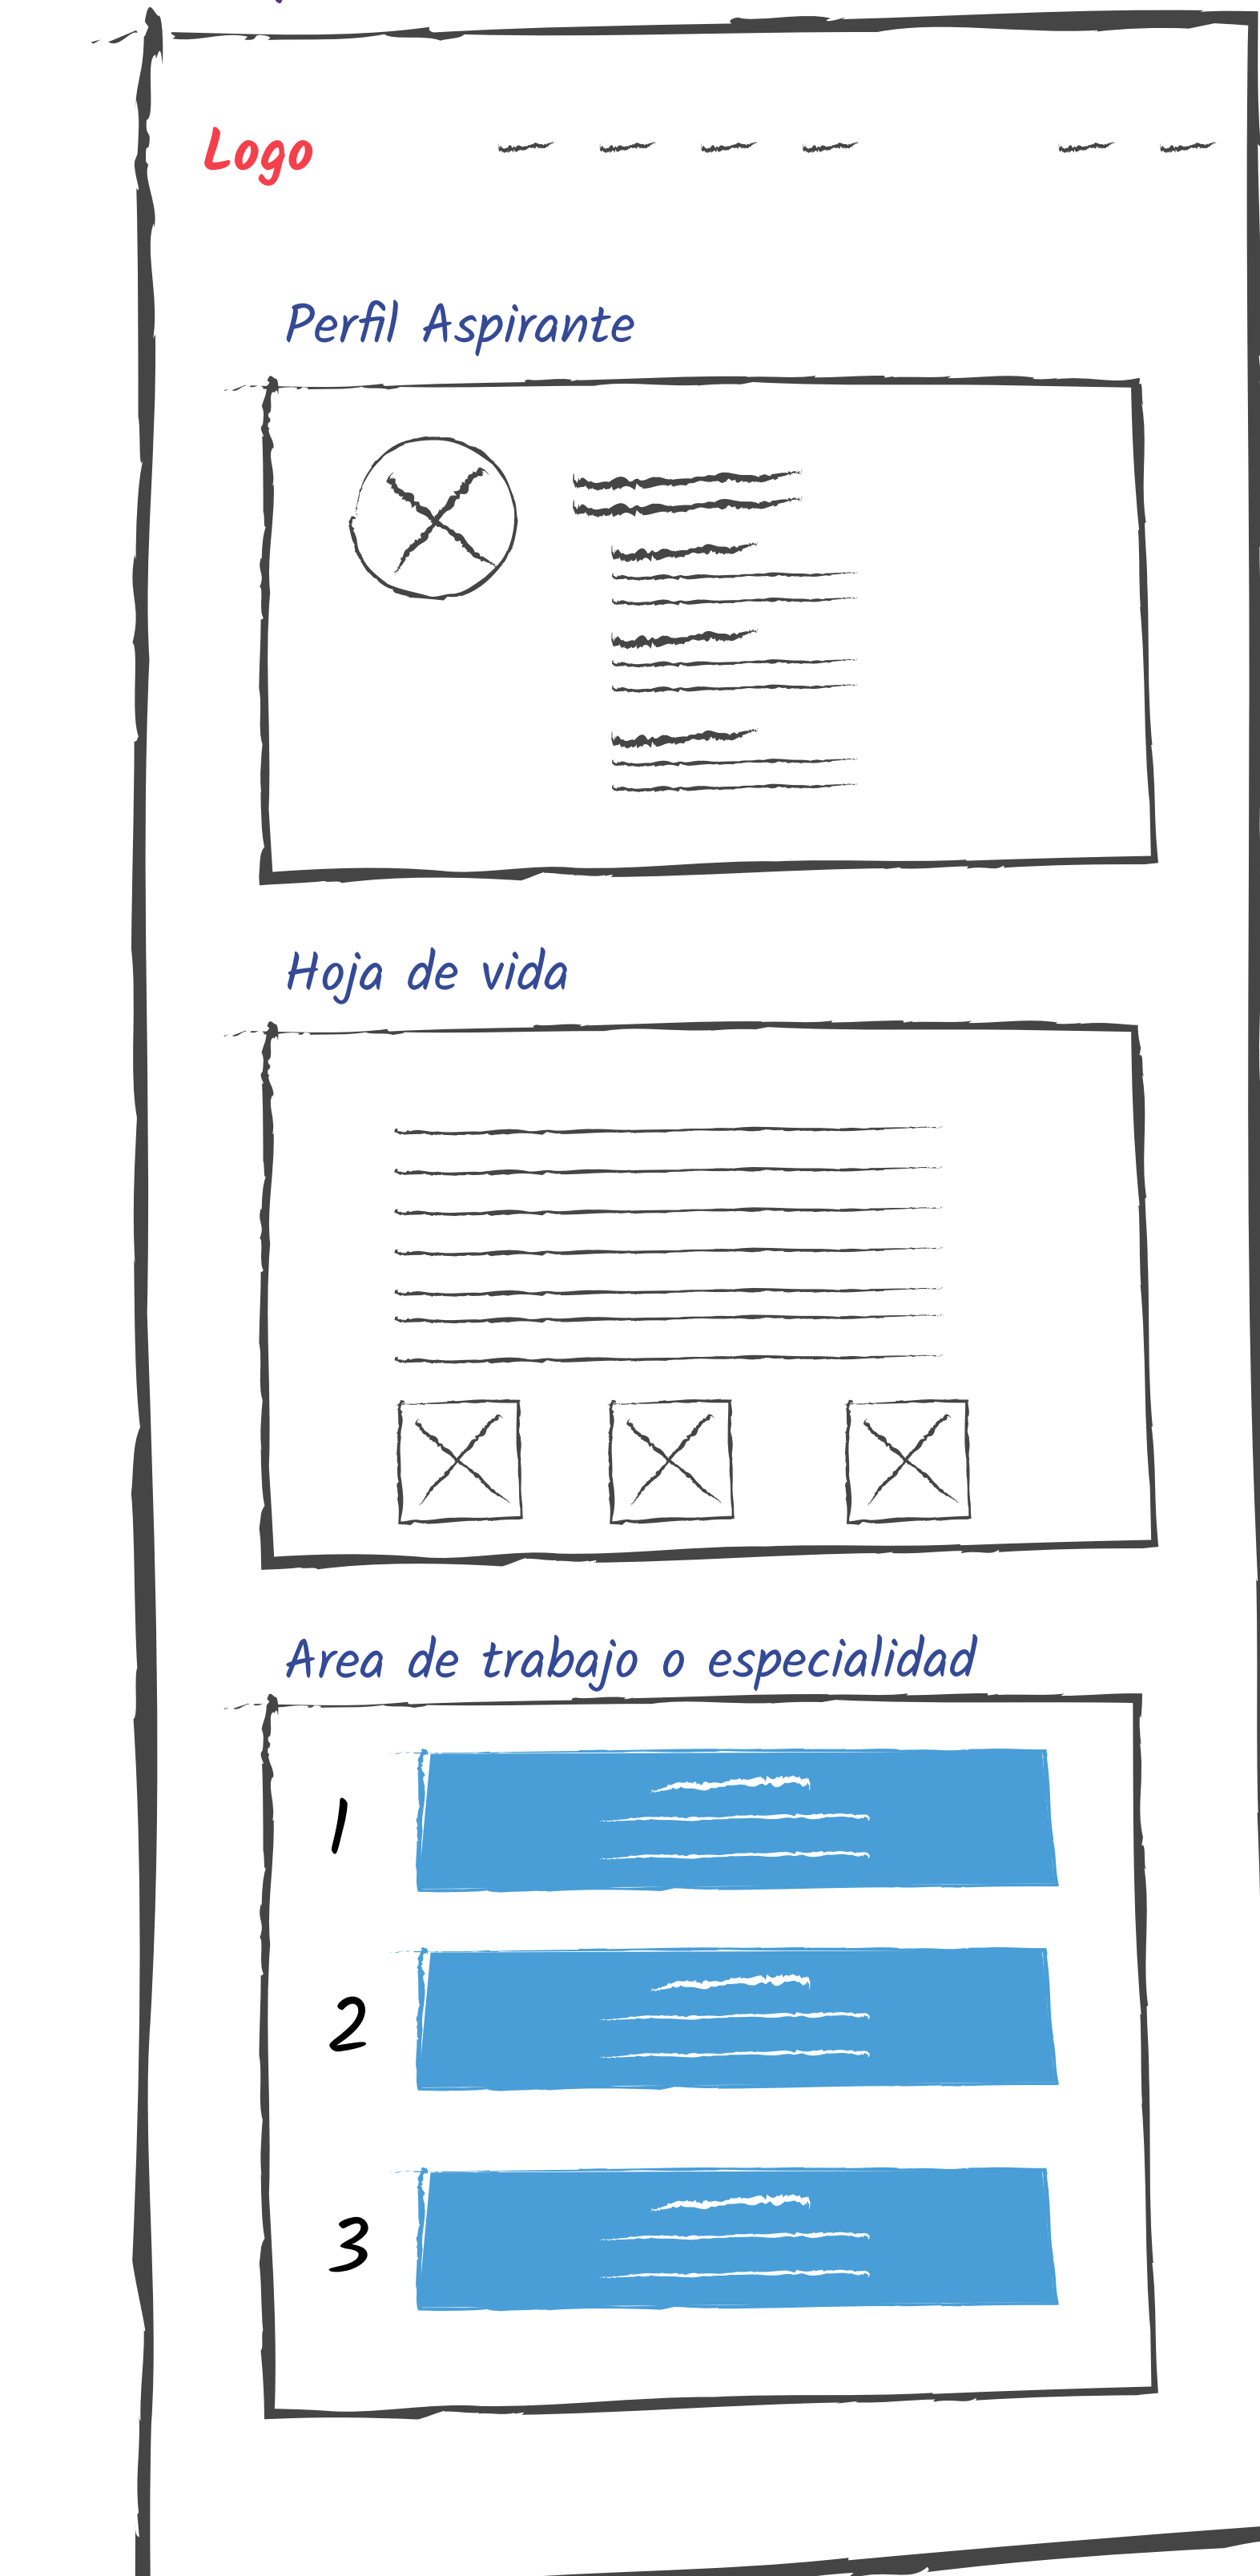 Logo
Perfil Aspirante
Hoja de vida
Area de trabajo o especialidad
1
2
3